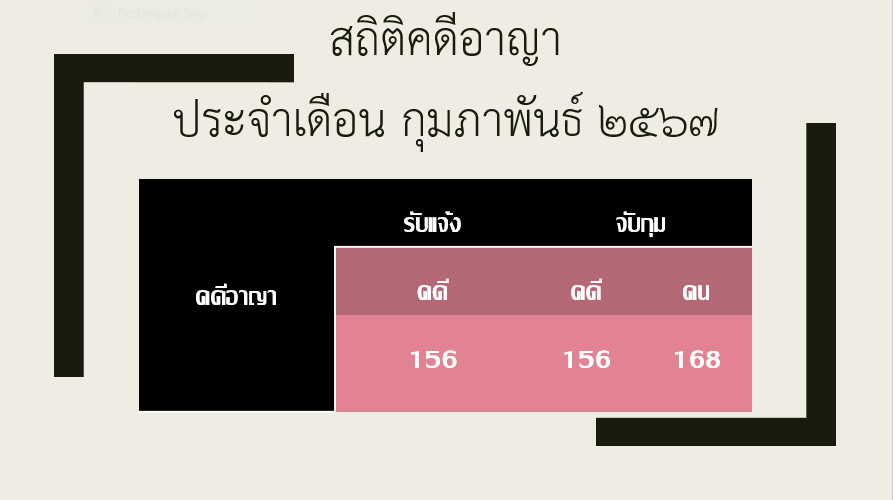 Rectangular Snip
สถิติคดีอาญา
ประจำเดือน กุมภาพันธ์ ๒๕๖๗
รับแจ้ง จับกุม
คดีอาญา
คดี คดี คน
156 156 168